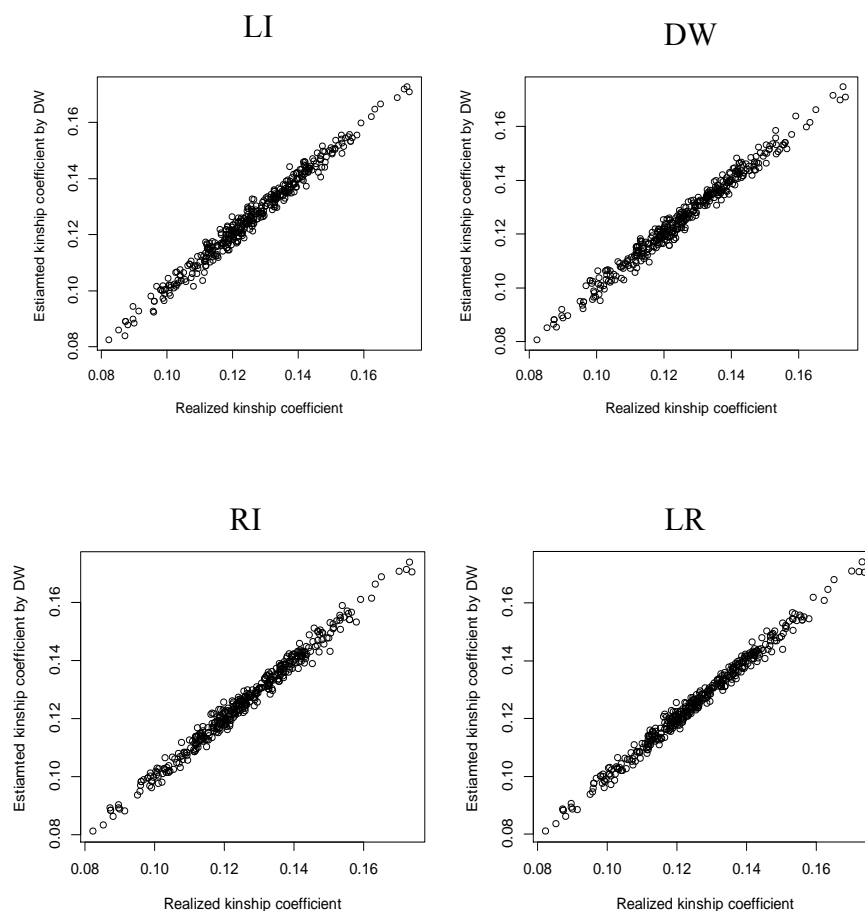 LI
DW
Estiamted kinship coefficient by DW
0.08 0.10 0.12 0.14 0.16
0.08 0.10 0.12 0.14 0.16
Realized kinship coefficient
Estiamted kinship coefficient by DW
0.08 0.10 0.12 0.14 0.16
0.08 0.10 0.12 0.14 0.16
Realized kinship coefficient
RI
LR
Estiamted kinship coefficient by DW
0.08 0.10 0.12 0.14 0.16
0.08 0.10 0.12 0.14 0.16
Realized kinship coefficient
Estiamted kinship coefficient by DW
0.08 0.10 0.12 0.14 0.16
0.08 0.10 0.12 0.14 0.16
Realized kinship coefficient